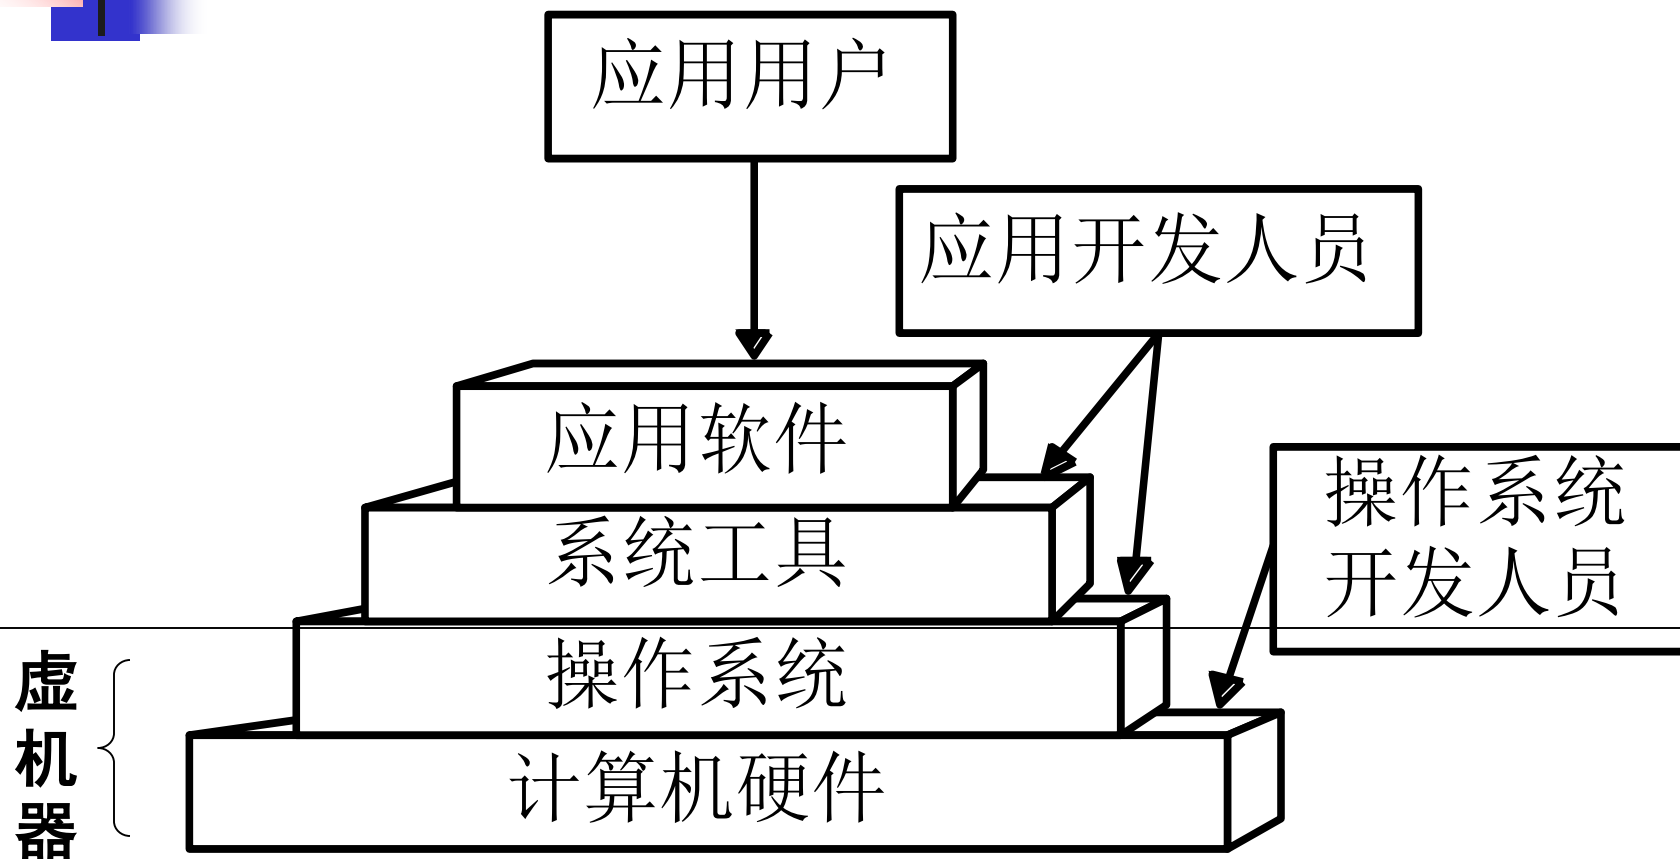 应用用户
应用开发人员
应用软件
操作系统
开发人员
系统工具
操作系统
计算机硬件
虚
机
器